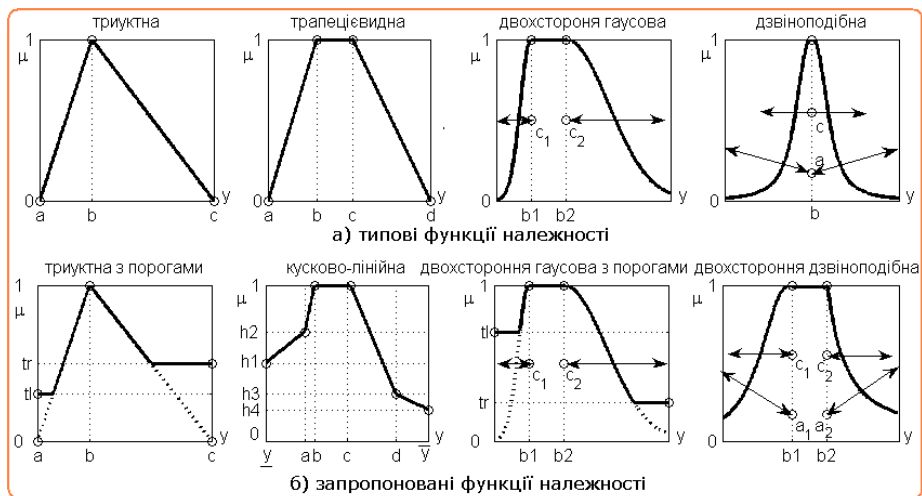 триуктна
трапецієвидна
двохстороня гаусова
дзвіноподібна
1 μ 0 a b c y
1 μ 0 a b c d y
1 μ 0 c1 c2 b1 b2 y
1 μ 0 c a b y
а) типові функції належності
триуктна з порогами
кусково-лінійна
двохстороння гаусова з порогами
двохстороння дзвіноподібна
1 μ tr tl 0 a b c y
1 μ h2 h1 h3 h4 0 y a b c d y y
1 μ tl tr 0 c1 c2 b1 b2 y
1 μ 0 c1 c2 a1 a2 b1 b2 y
б) запропоновані функції належності